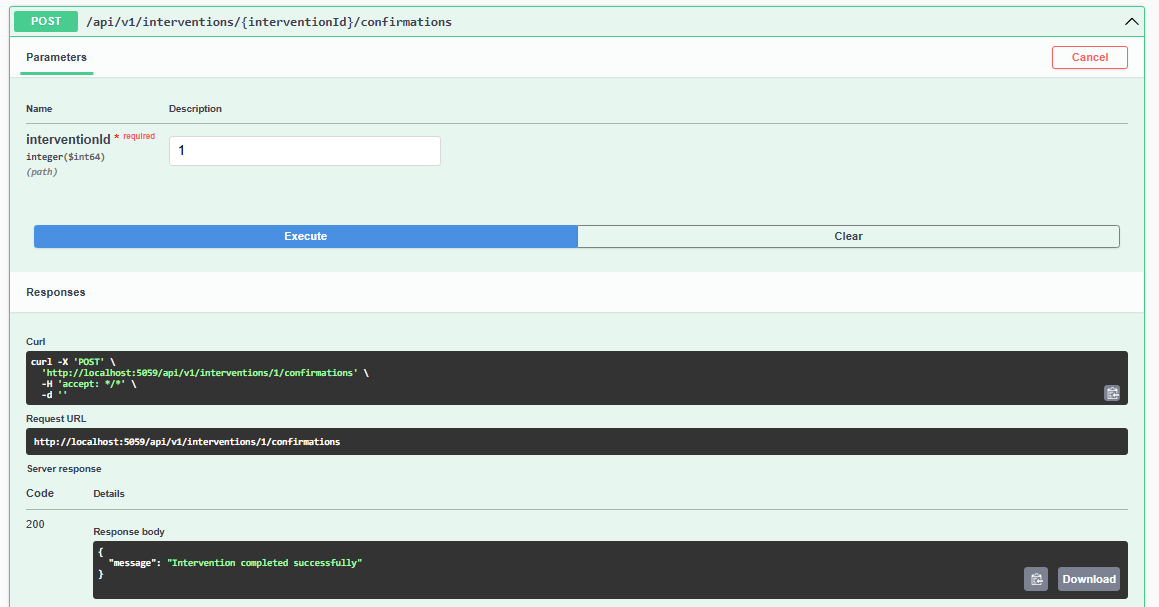 POST /api/v1/interventions/{interventionId}/confirmations
Parameters
Cancel
Name Description
interventionId * required
integer($int64)
(path)
1
Execute Clear
Responses
Curl
curl -X 'POST' \
  'http://localhost:5059/api/v1/interventions/1/confirmations' \
  -H 'accept: */*' \
  -d ''
Request URL
http://localhost:5059/api/v1/interventions/1/confirmations
Server response
Code Details
200
Response body
{
  "message": "Intervention completed successfully"
}
Download